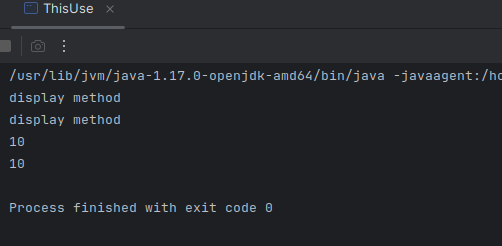 ThisUse
/usr/lib/jvm/java-1.17.0-openjdk-amd64/bin/java -javaagent:/ho
display method
display method
10
10
Process finished with exit code 0